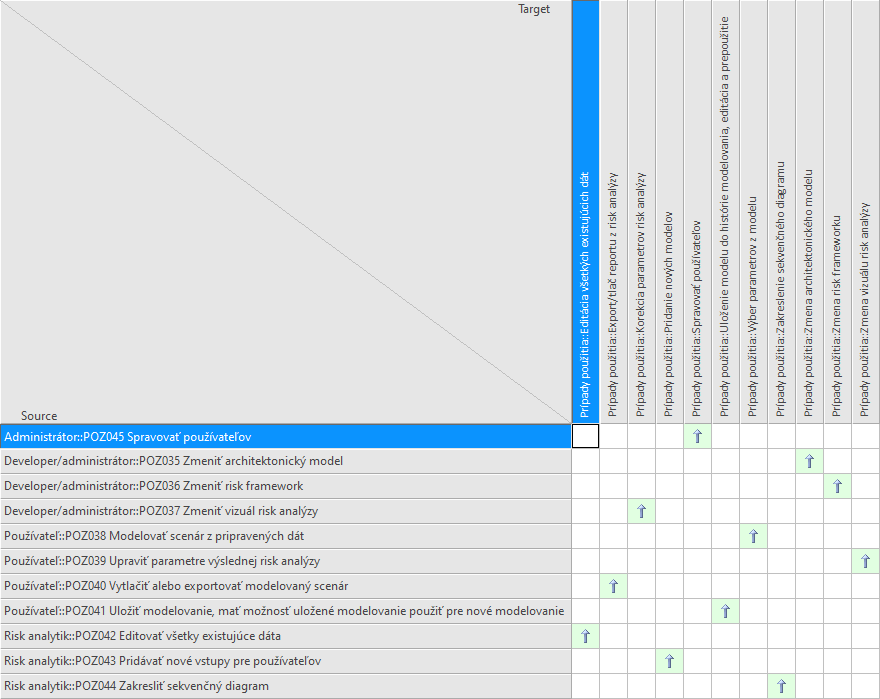 Target
Prípady použitia::Editácia všetkých existujúcich dát
Prípady použitia::Export/tlač reportu z risk analýzy
Prípady použitia::Korekcia parametrov risk analýzy
Prípady použitia::Pridanie nových modelov
Prípady použitia::Spravovať používateľov
Prípady použitia::Uloženie modelu do histórie modelovania, editácia a prepoužitie
Prípady použitia::Výber parametrov z modelu
Prípady použitia::Zakreslenie sekvenčného diagramu
Prípady použitia::Zmena architektonického modelu
Prípady použitia::Zmena risk frameworku
Prípady použitia::Zmena vizuálu risk analýzy
Source
Administrátor::POZ045 Spravovať používateľov
Developer/administrátor::POZ035 Zmeniť architektonický model
Developer/administrátor::POZ036 Zmeniť risk framework
Developer/administrátor::POZ037 Zmeniť vizuál risk analýzy
Používateľ::POZ038 Modelovať scenár z pripravených dát
Používateľ::POZ039 Upraviť parametre výslednej risk analýzy
Používateľ::POZ040 Vytlačiť alebo exportovať modelovaný scenár
Používateľ::POZ041 Uložiť modelovanie, mať možnosť uložené modelovanie použiť pre nové modelovanie
Risk analytik::POZ042 Editovať všetky existujúce dáta
Risk analytik::POZ043 Pridávať nové vstupy pre používateľov
Risk analytik::POZ044 Zakresliť sekvenčný diagram